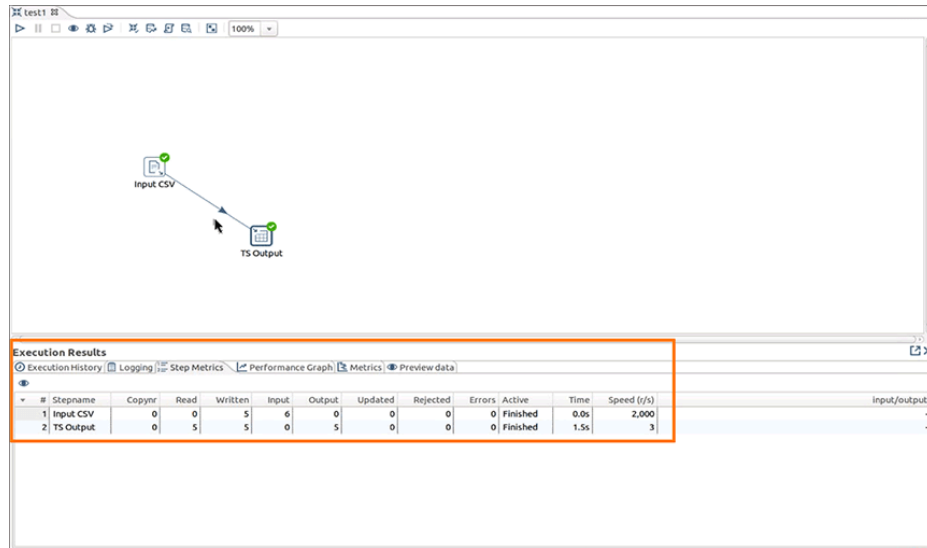 test1
100%
Input CSV
TS Output
Execution Results
Execution History Logging Step Metrics Performance Graph Metrics Preview data
# Stepname Copynr Read Written Input Output Updated Rejected Errors Active Time Speed (r/s) input/output
1 Input CSV 0 0 5 6 0 0 0 0 Finished 0.0s 2,000 -
2 TS Output 0 5 5 0 5 0 0 0 Finished 1.5s 3 -